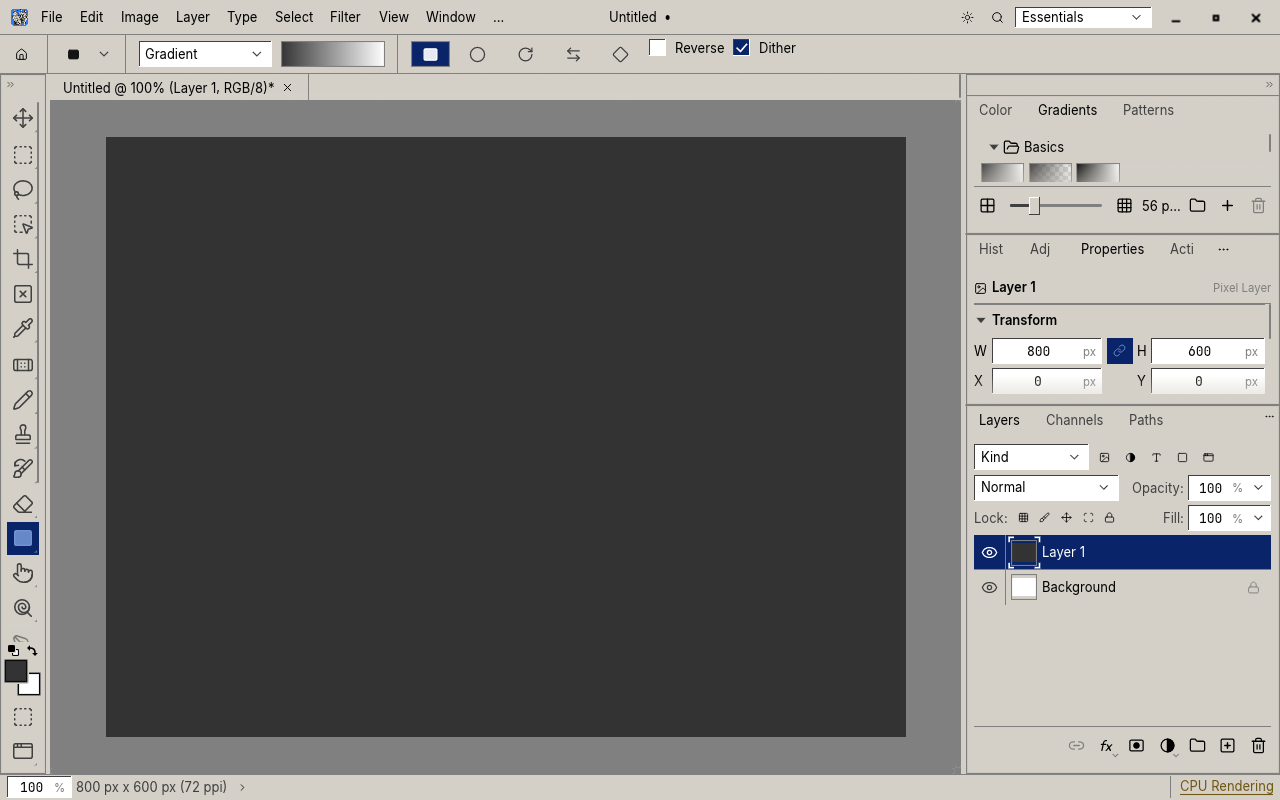 File Edit Image Layer Type Select Filter View Window ... Untitled • Essentials
Gradient Reverse Dither
Untitled @ 100% (Layer 1, RGB/8)*
Color Gradients Patterns
Basics
56 p...
Hist Adj Properties Acti
Layer 1 Pixel Layer
Transform
W 800 px H 600 px
X 0 px Y 0 px
Layers Channels Paths
Kind
Normal Opacity: 100 %
Lock: Fill: 100 %
Layer 1
Background
fx
100 % 800 px x 600 px (72 ppi) CPU Rendering